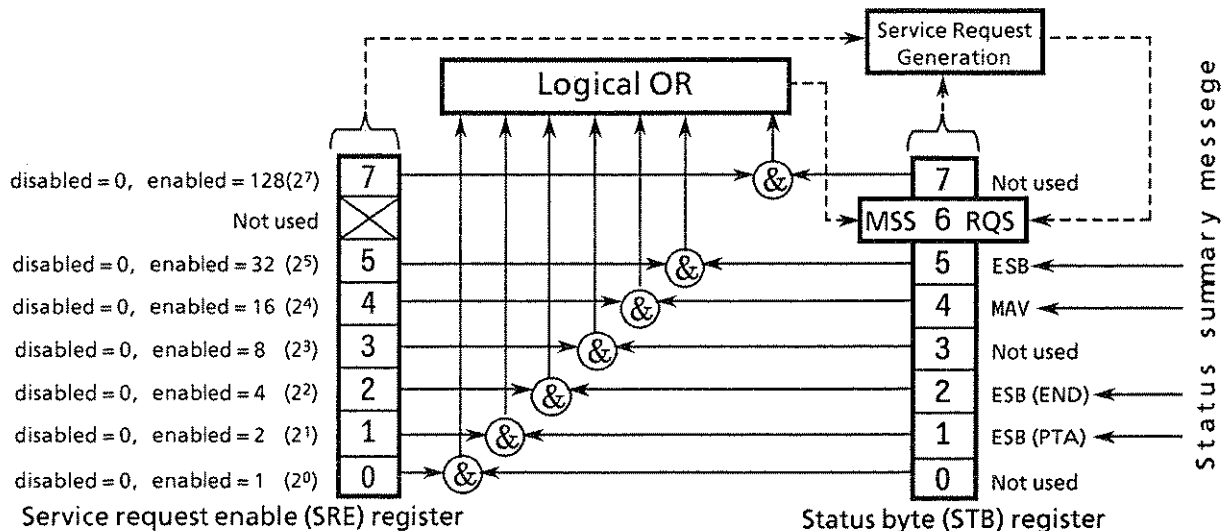 Service Request
Generation
Logical OR
disabled = 0, enabled = 128(2⁷) 7 & 7 Not used
Not used MSS 6 RQS
disabled = 0, enabled = 32 (2⁵) 5 & 5 ESB
disabled = 0, enabled = 16 (2⁴) 4 & 4 MAV
disabled = 0, enabled = 8 (2³) 3 & 3 Not used
disabled = 0, enabled = 4 (2²) 2 & 2 ESB (END)
disabled = 0, enabled = 2 (2¹) 1 & 1 ESB (PTA)
disabled = 0, enabled = 1 (2⁰) 0 & 0 Not used
Service request enable (SRE) register
Status byte (STB) register
Status summary messege